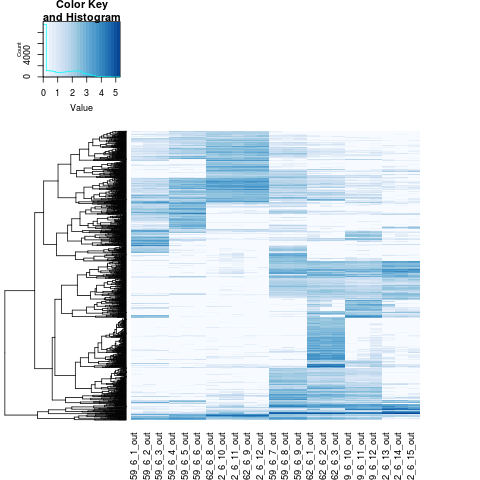 Color Key
and Histogram
Count
0 4000
0 1 2 3 4 5
Value
59_6_1_out
59_6_2_out
59_6_3_out
59_6_4_out
59_6_5_out
59_6_6_out
62_6_8_out
2_6_10_out
2_6_11_out
62_6_9_out
2_6_12_out
59_6_7_out
59_6_8_out
59_6_9_out
62_6_1_out
62_6_2_out
62_6_3_out
9_6_10_out
9_6_11_out
9_6_12_out
2_6_13_out
2_6_14_out
2_6_15_out